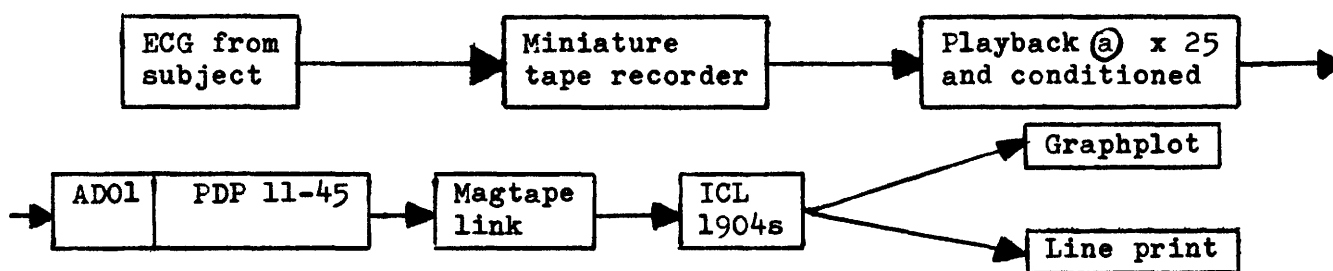 ECG from
subject
Miniature
tape recorder
Playback ⓐ x 25
and conditioned
AD01
PDP 11-45
Magtape
link
ICL
1904s
Graphplot
Line print